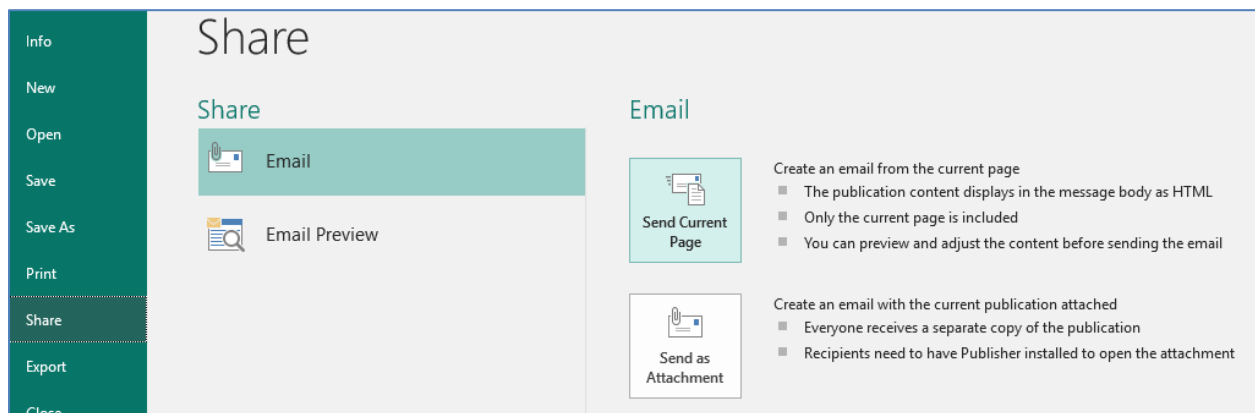 Info
New
Open
Save
Save As
Print
Share
Export
Close
Share
Share
Email
Email Preview
Email
Send Current
Page
Create an email from the current page
The publication content displays in the message body as HTML
Only the current page is included
You can preview and adjust the content before sending the email
Send as
Attachment
Create an email with the current publication attached
Everyone receives a separate copy of the publication
Recipients need to have Publisher installed to open the attachment